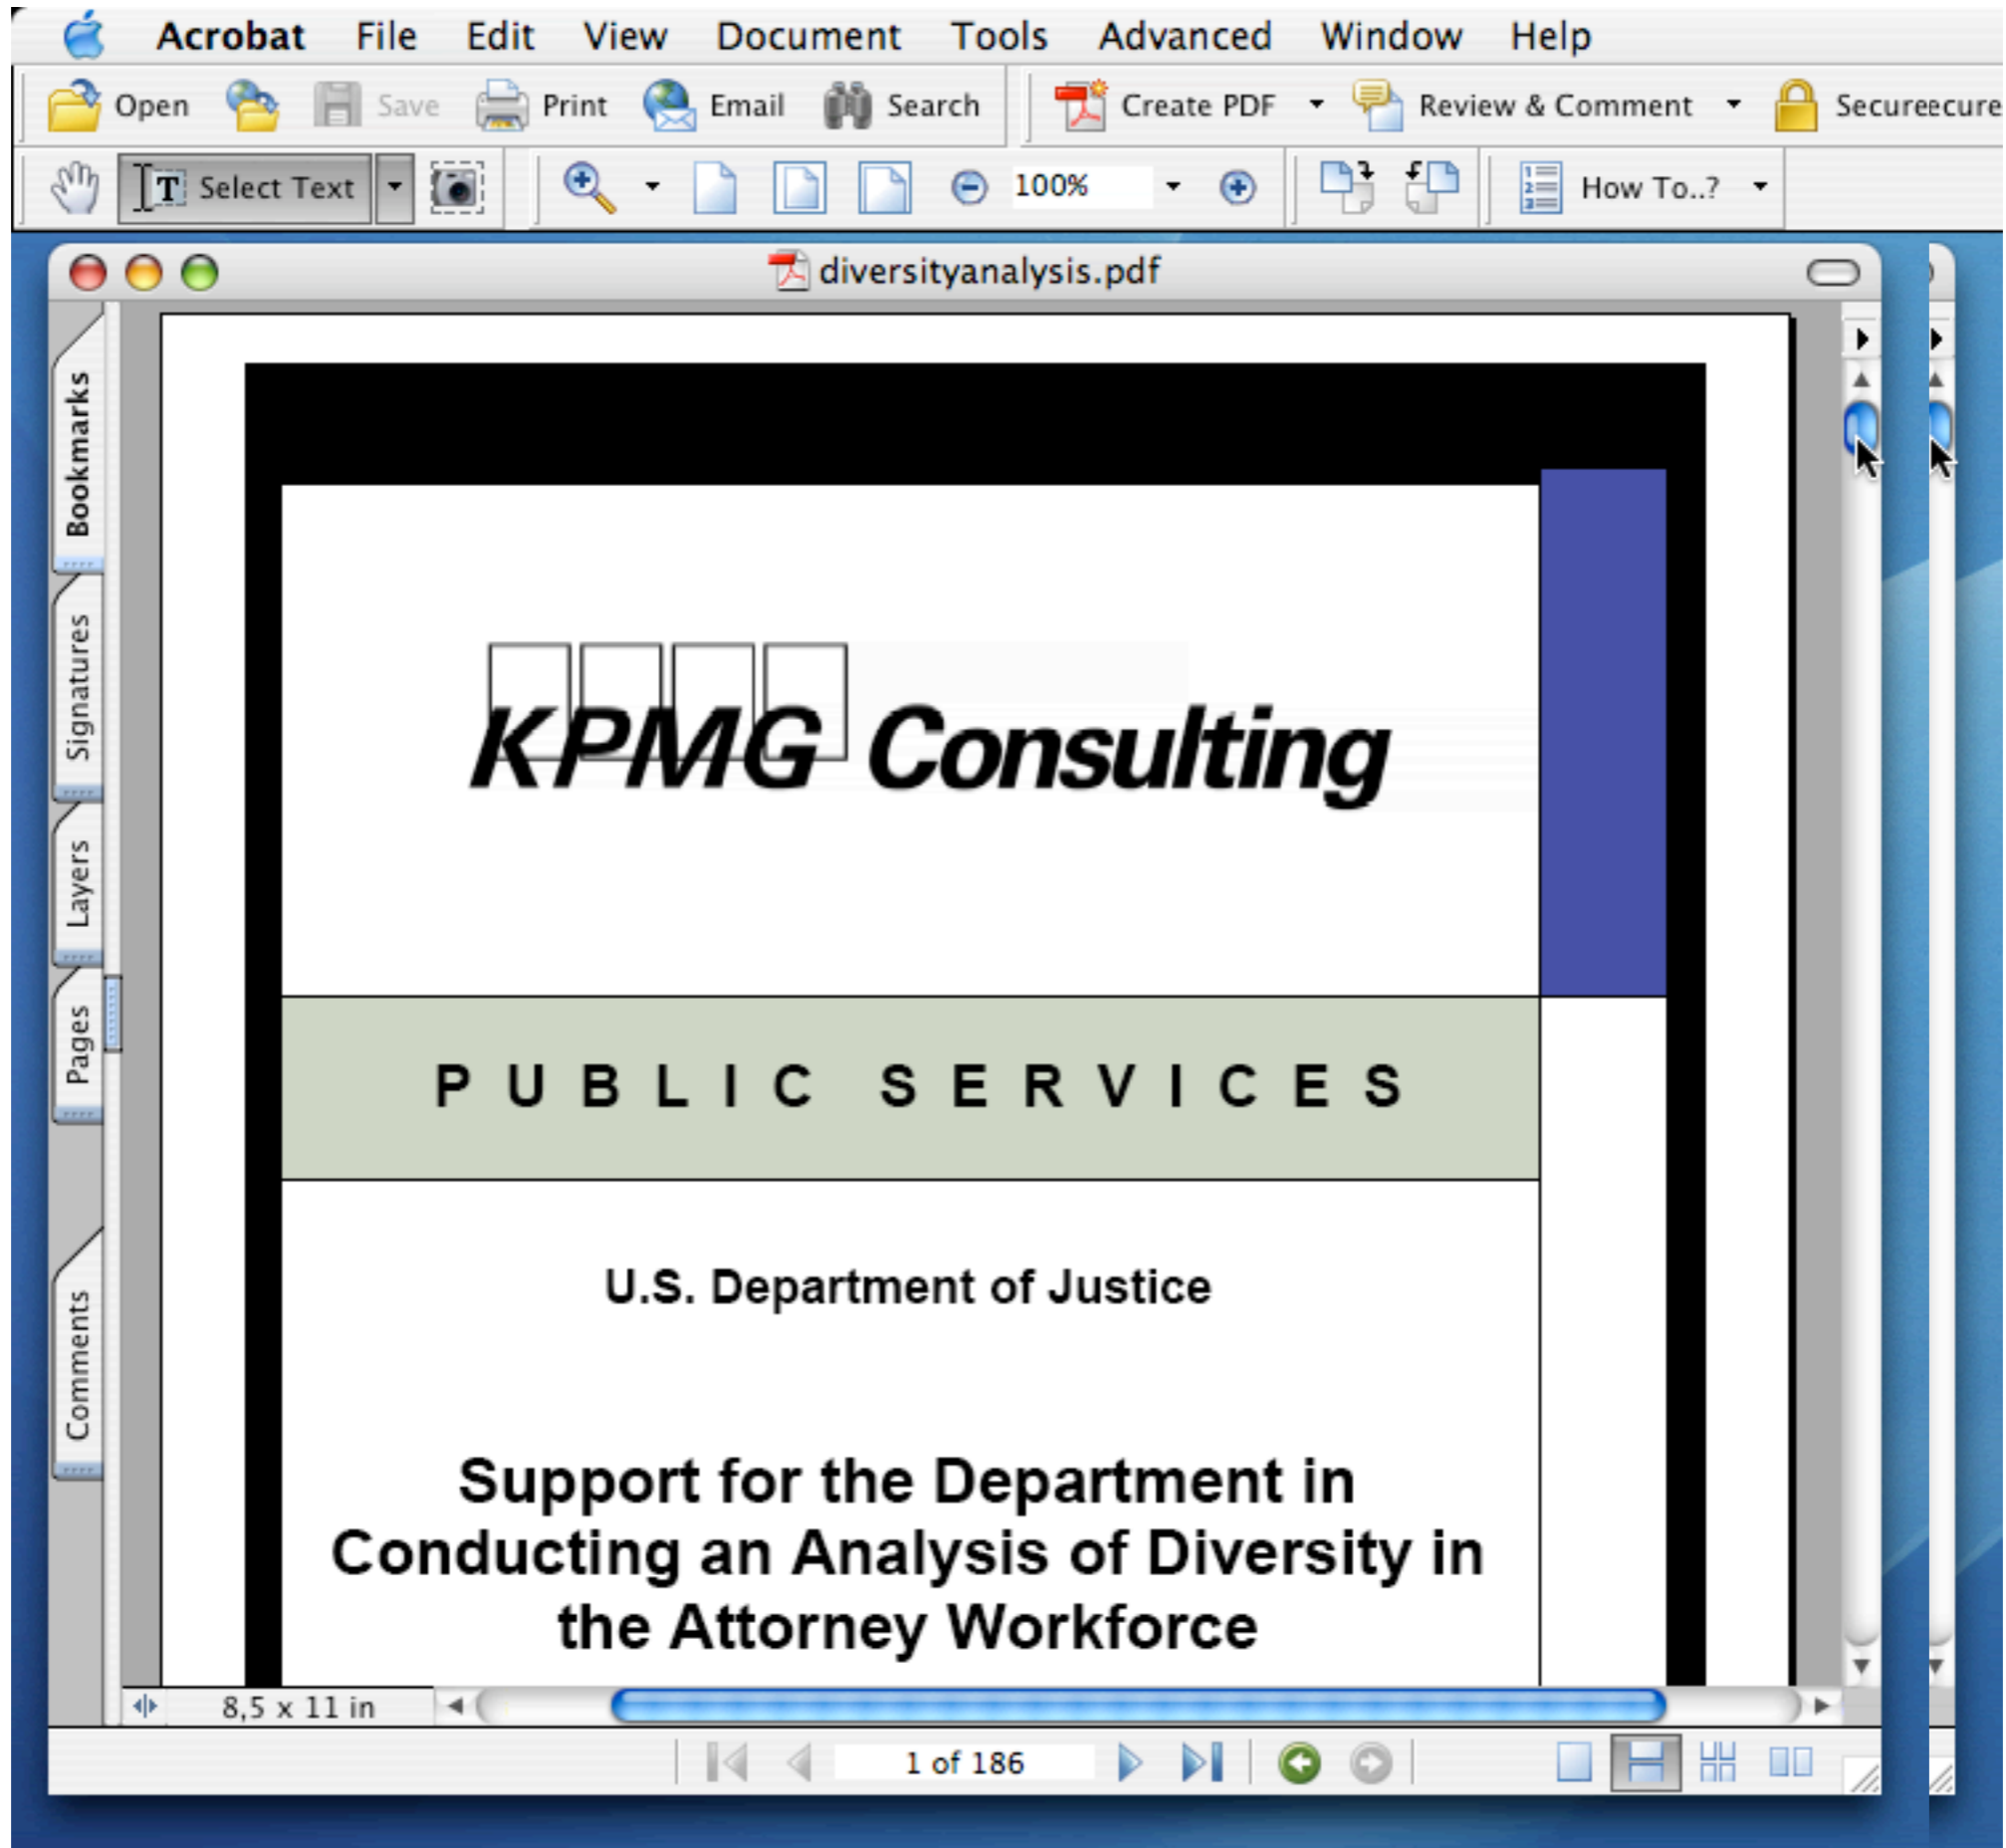 Acrobat File Edit View Document Tools Advanced Window Help
Open Save Print Email Search Create PDF Review & Comment Secureecure
Select Text 100% How To..?
diversityanalysis.pdf
Bookmarks
Signatures
Layers
Pages
Comments
KPMG Consulting
PUBLIC SERVICES
U.S. Department of Justice
Support for the Department in
Conducting an Analysis of Diversity in
the Attorney Workforce
8,5 x 11 in
1 of 186